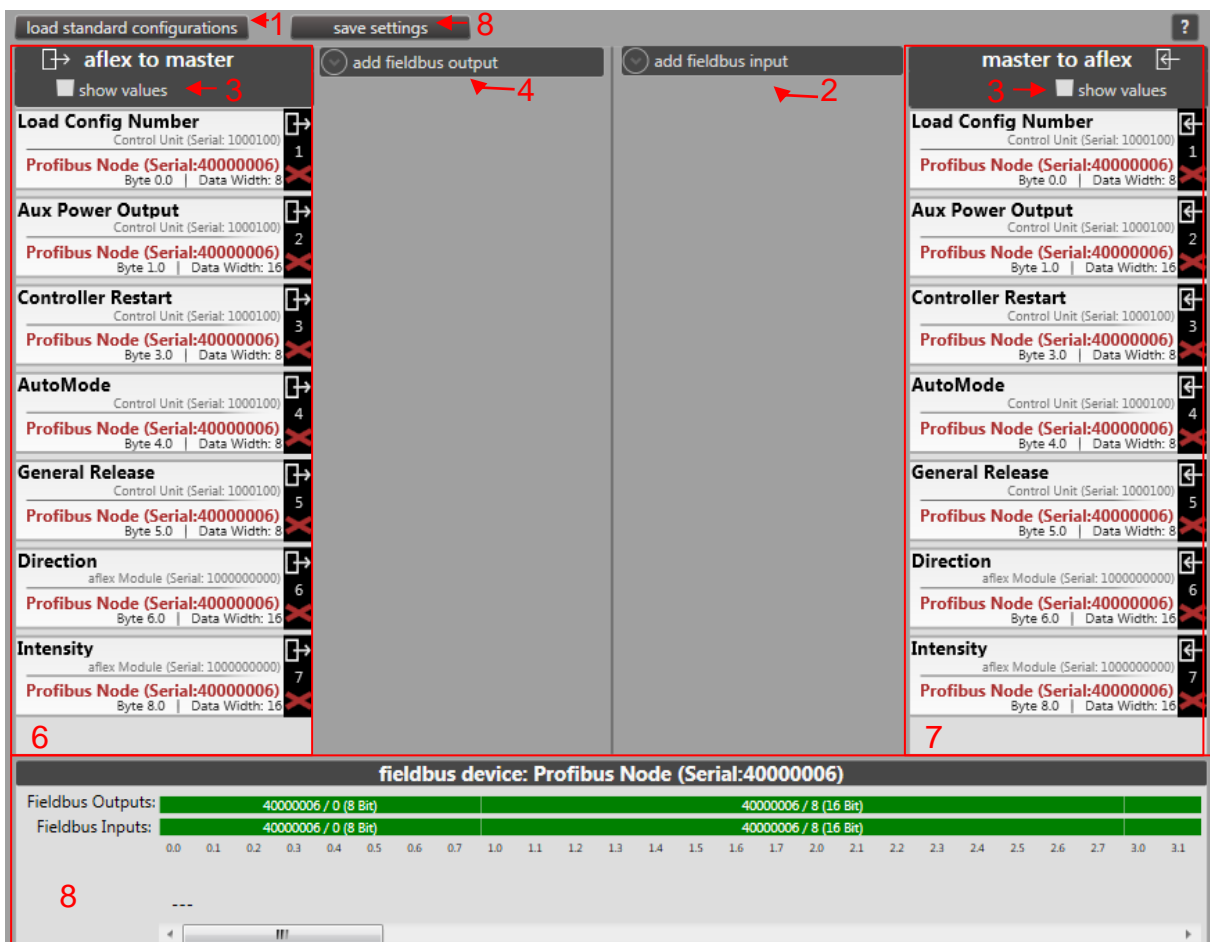 load standard configurations 1 save settings 8 ?
aflex to master
show values 3
add fieldbus output
4
add fieldbus input
2
master to aflex
3 show values
Load Config Number
Control Unit (Serial: 1000100)
1
Profibus Node (Serial:40000006)
Byte 0.0 | Data Width: 8
Aux Power Output
Control Unit (Serial: 1000100)
2
Profibus Node (Serial:40000006)
Byte 1.0 | Data Width: 16
Controller Restart
Control Unit (Serial: 1000100)
3
Profibus Node (Serial:40000006)
Byte 3.0 | Data Width: 8
AutoMode
Control Unit (Serial: 1000100)
4
Profibus Node (Serial:40000006)
Byte 4.0 | Data Width: 8
General Release
Control Unit (Serial: 1000100)
5
Profibus Node (Serial:40000006)
Byte 5.0 | Data Width: 8
Direction
aflex Module (Serial: 1000000000)
6
Profibus Node (Serial:40000006)
Byte 6.0 | Data Width: 16
Intensity
aflex Module (Serial: 1000000000)
7
Profibus Node (Serial:40000006)
Byte 8.0 | Data Width: 16
6
Load Config Number
Control Unit (Serial: 1000100)
1
Profibus Node (Serial:40000006)
Byte 0.0 | Data Width: 8
Aux Power Output
Control Unit (Serial: 1000100)
2
Profibus Node (Serial:40000006)
Byte 1.0 | Data Width: 16
Controller Restart
Control Unit (Serial: 1000100)
3
Profibus Node (Serial:40000006)
Byte 3.0 | Data Width: 8
AutoMode
Control Unit (Serial: 1000100)
4
Profibus Node (Serial:40000006)
Byte 4.0 | Data Width: 8
General Release
Control Unit (Serial: 1000100)
5
Profibus Node (Serial:40000006)
Byte 5.0 | Data Width: 8
Direction
aflex Module (Serial: 1000000000)
6
Profibus Node (Serial:40000006)
Byte 6.0 | Data Width: 16
Intensity
aflex Module (Serial: 1000000000)
7
Profibus Node (Serial:40000006)
Byte 8.0 | Data Width: 16
7
fieldbus device: Profibus Node (Serial:40000006)
Fieldbus Outputs: 40000006 / 0 (8 Bit) 40000006 / 8 (16 Bit)
Fieldbus Inputs: 40000006 / 0 (8 Bit) 40000006 / 8 (16 Bit)
0.0 0.1 0.2 0.3 0.4 0.5 0.6 0.7 1.0 1.1 1.2 1.3 1.4 1.5 1.6 1.7 2.0 2.1 2.2 2.3 2.4 2.5 2.6 2.7 3.0 3.1
8
---